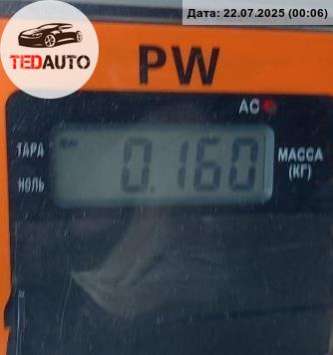 Дата: 22.07.2025 (00:06)
TEDAUTO
PW
AC
ТАРА
0.160
МАССА
(КГ)
НОЛЬ